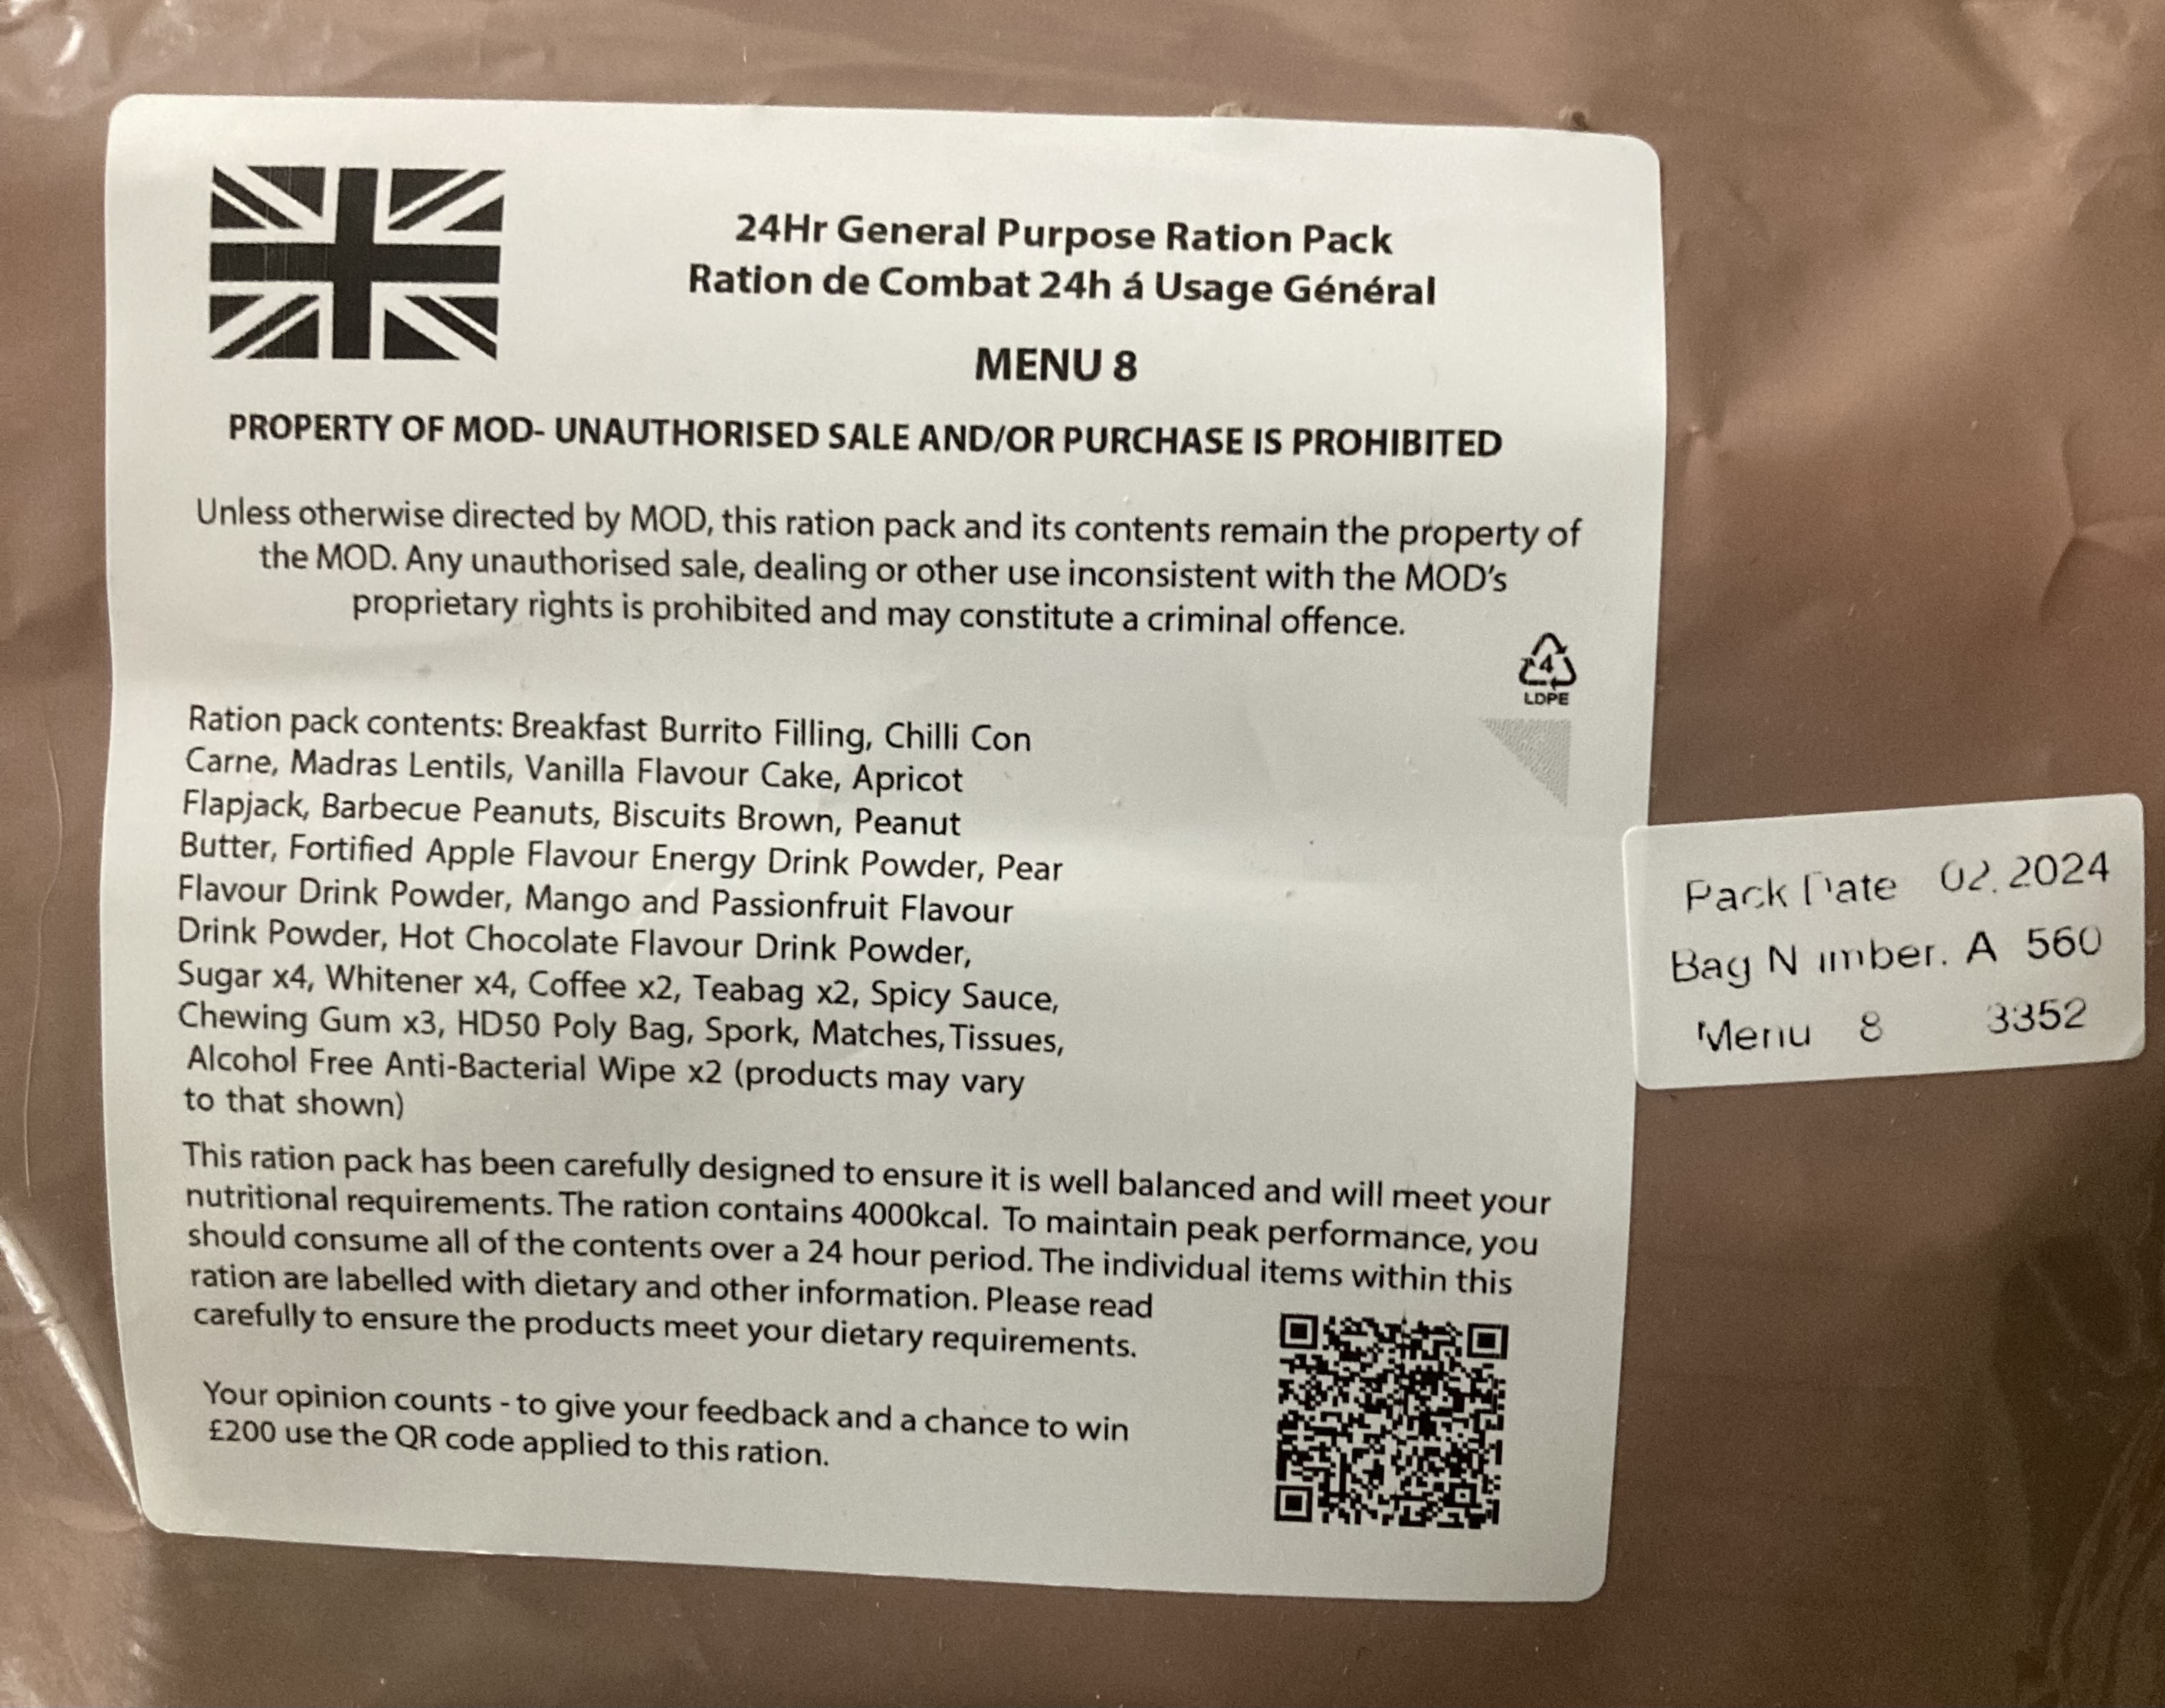 24Hr General Purpose Ration Pack
Ration de Combat 24h á Usage Général
MENU 8
PROPERTY OF MOD- UNAUTHORISED SALE AND/OR PURCHASE IS PROHIBITED
Unless otherwise directed by MOD, this ration pack and its contents remain the property of
the MOD. Any unauthorised sale, dealing or other use inconsistent with the MOD's
proprietary rights is prohibited and may constitute a criminal offence.
4
LDPE
Ration pack contents: Breakfast Burrito Filling, Chilli Con
Carne, Madras Lentils, Vanilla Flavour Cake, Apricot
Flapjack, Barbecue Peanuts, Biscuits Brown, Peanut
Butter, Fortified Apple Flavour Energy Drink Powder, Pear
Flavour Drink Powder, Mango and Passionfruit Flavour
Drink Powder, Hot Chocolate Flavour Drink Powder,
Sugar x4, Whitener x4, Coffee x2, Teabag x2, Spicy Sauce,
Chewing Gum x3, HD50 Poly Bag, Spork, Matches, Tissues,
Alcohol Free Anti-Bacterial Wipe x2 (products may vary
to that shown)
This ration pack has been carefully designed to ensure it is well balanced and will meet your
nutritional requirements. The ration contains 4000kcal. To maintain peak performance, you
should consume all of the contents over a 24 hour period. The individual items within this
ration are labelled with dietary and other information. Please read
carefully to ensure the products meet your dietary requirements.
Your opinion counts - to give your feedback and a chance to win
£200 use the QR code applied to this ration.
Pack Date 02.2024
Bag Number. A 560
Menu 8 3352